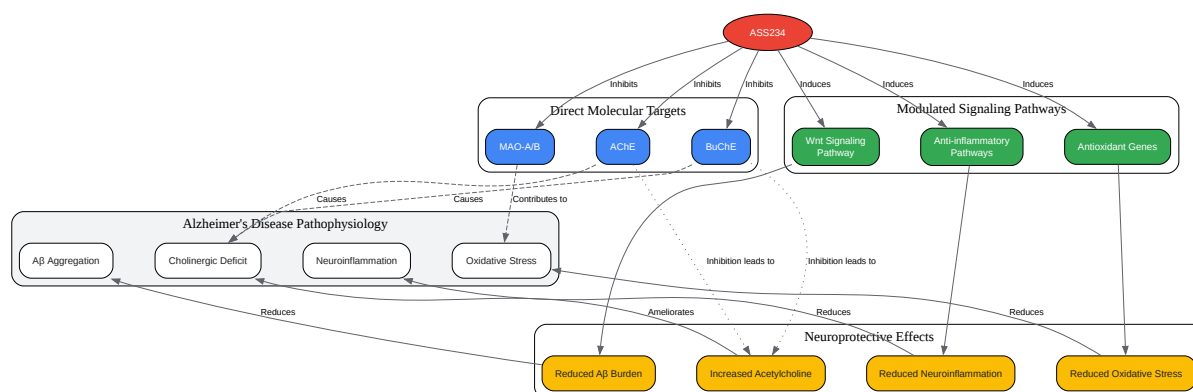 ASS234
Inhibits
Inhibits
Inhibits
Induces
Induces
Induces
Direct Molecular Targets
Modulated Signaling Pathways
MAO-A/B
AChE
BuChE
Wnt Signaling
Pathway
Anti-inflammatory
Pathways
Antioxidant Genes
Causes
Causes
Contributes to
Alzheimer's Disease Pathophysiology
Aβ Aggregation
Cholinergic Deficit
Neuroinflammation
Oxidative Stress
Inhibition leads to
Inhibition leads to
Reduces
Ameliorates
Reduces
Reduces
Neuroprotective Effects
Reduced Aβ Burden
Increased Acetylcholine
Reduced Neuroinflammation
Reduced Oxidative Stress